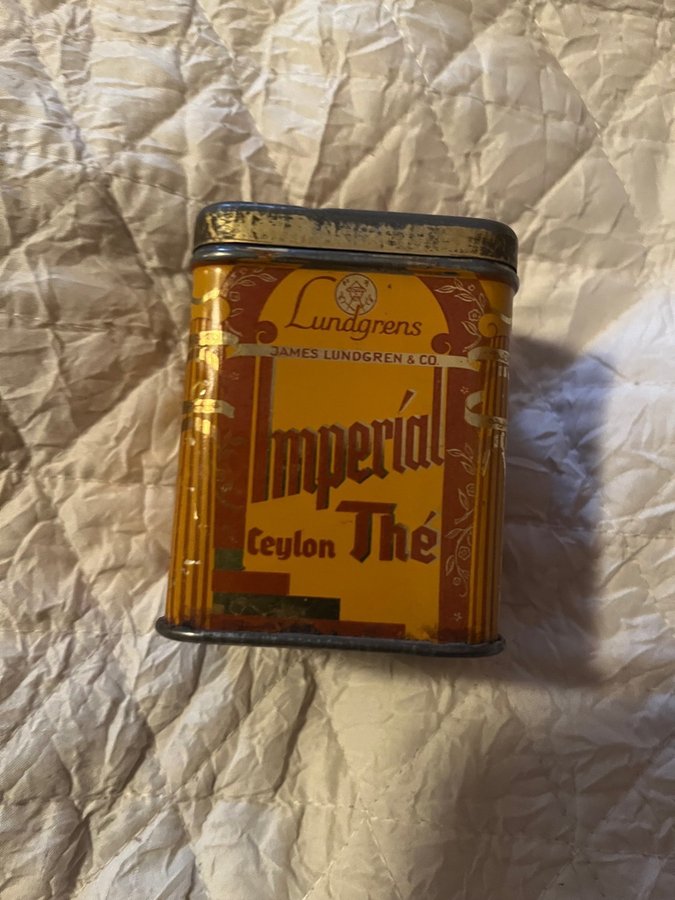 Lundgrens
JAMES LUNDGREN & CO.
Imperial
Ceylon Thé